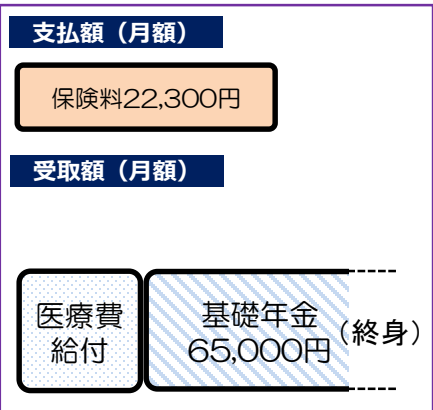 支払額（月額）
保険料22,300円
受取額（月額）
医療費
給付
基礎年金
65,000円
（終身）